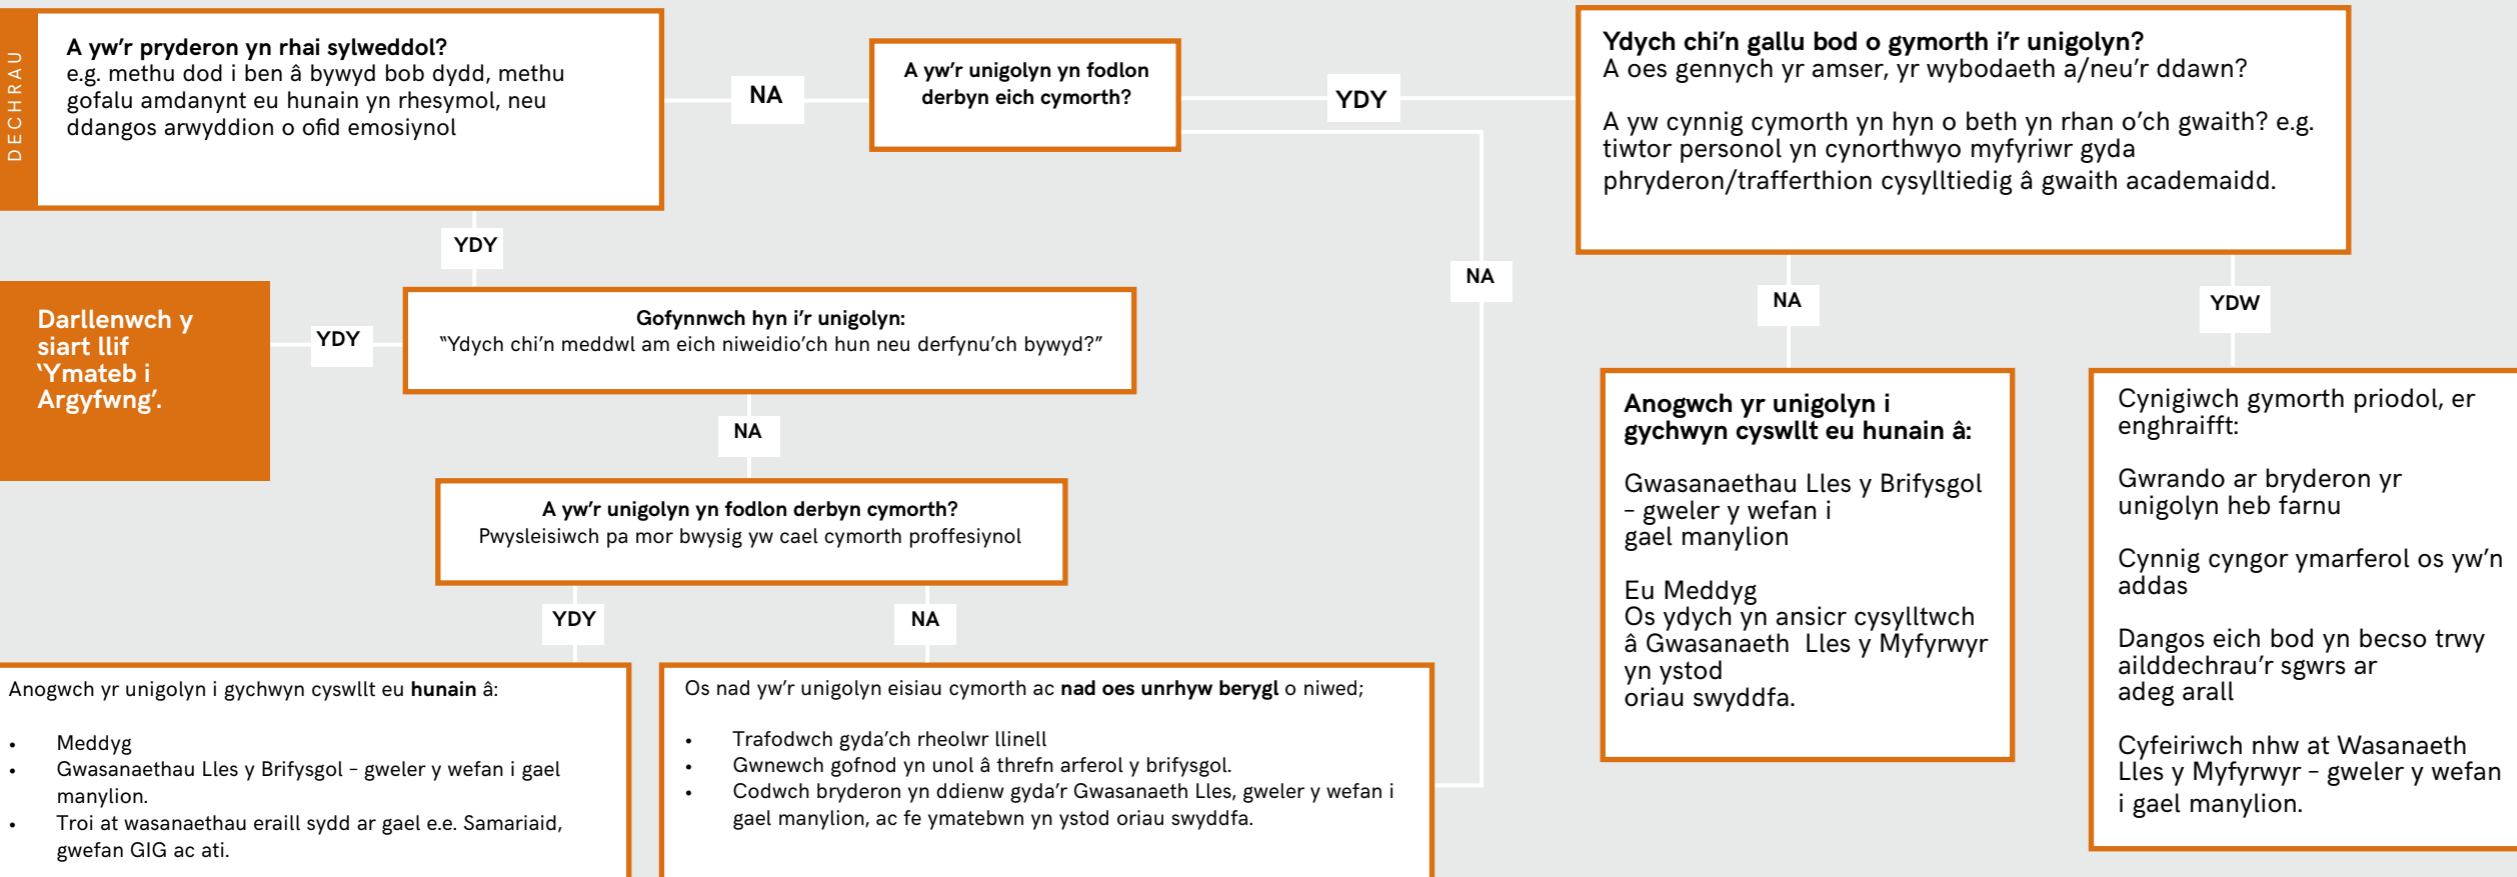 DECHRAU
A yw'r pryderon yn rhai sylweddol?
e.g. methu dod i ben â bywyd bob dydd, methu
gofalu amdanynt eu hunain yn rhesymol, neu
ddangos arwyddion o ofid emosiynol
NA
A yw'r unigolyn yn fodlon
derbyn eich cymorth?
YDY
Ydych chi'n gallu bod o gymorth i'r unigolyn?
A oes gennych yr amser, yr wybodaeth a/neu'r ddawn?
A yw cynnig cymorth yn hyn o beth yn rhan o'ch gwaith? e.g.
tiwtor personol yn cynorthwyo myfyriwr gyda
phryderon/trafferthion cysylltiedig â gwaith academaidd.
YDY
NA
NA
YDW
Darllenwch y
siart llif
'Ymateb i
Argyfwng'.
YDY
Gofynnwch hyn i'r unigolyn:
"Ydych chi'n meddwl am eich niweidio'ch hun neu derfynu'ch bywyd?"
NA
A yw'r unigolyn yn fodlon derbyn cymorth?
Pwysleisiwch pa mor bwysig yw cael cymorth proffesiynol
YDY
NA
Anogwch yr unigolyn i gychwyn cyswllt eu hunain â:
• Meddyg
• Gwasanaethau Lles y Brifysgol – gweler y wefan i gael
manylion.
• Troi at wasanaethau eraill sydd ar gael e.e. Samariaid,
gwefan GIG ac ati.
Os nad yw'r unigolyn eisiau cymorth ac nad oes unrhyw berygl o niwed;
• Trafodwch gyda'ch rheolwr llinell
• Gwnewch gofnod yn unol â threfn arferol y brifysgol.
• Codwch bryderon yn ddienw gyda'r Gwasanaeth Lles, gweler y wefan i
gael manylion, ac fe ymatebwn yn ystod oriau swyddfa.
Anogwch yr unigolyn i
gychwyn cyswllt eu hunain â:
Gwasanaethau Lles y Brifysgol
– gweler y wefan i
gael manylion
Eu Meddyg
Os ydych yn ansicr cysylltwch
â Gwasanaeth Lles y Myfyrwyr
yn ystod
oriau swyddfa.
Cynigiwch gymorth priodol, er
enghraifft:
Gwrando ar bryderon yr
unigolyn heb farnu
Cynnig cyngor ymarferol os yw'n
addas
Dangos eich bod yn becso trwy
ailddechrau'r sgwrs ar
adeg arall
Cyfeiriwch nhw at Wasanaeth
Lles y Myfyrwyr – gweler y wefan
i gael manylion.